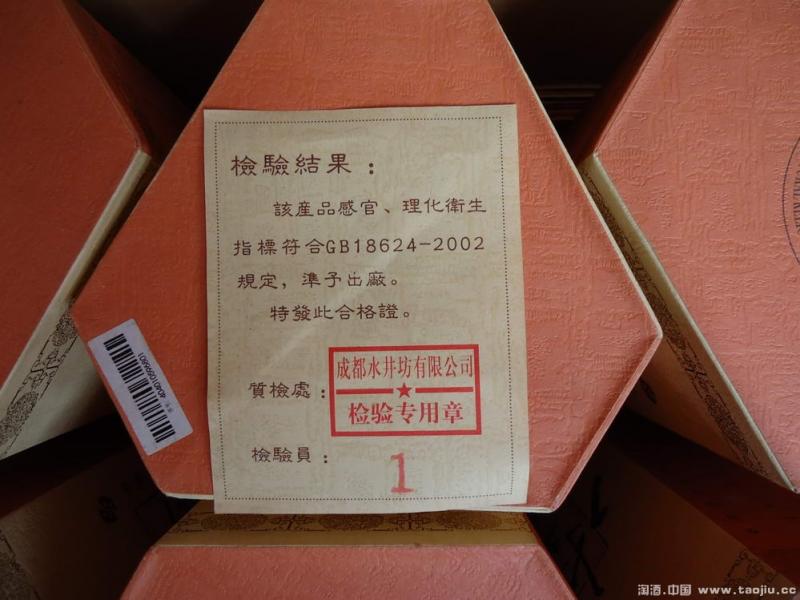 檢驗結果：
該産品感官、理化衛生
指標符合GB18624-2002
規定，準予出廠。
特發此合格證。
質檢處：
成都水井坊有限公司
★
检验专用章
檢驗員：
1
淘酒.中国 www.taojiu.cc